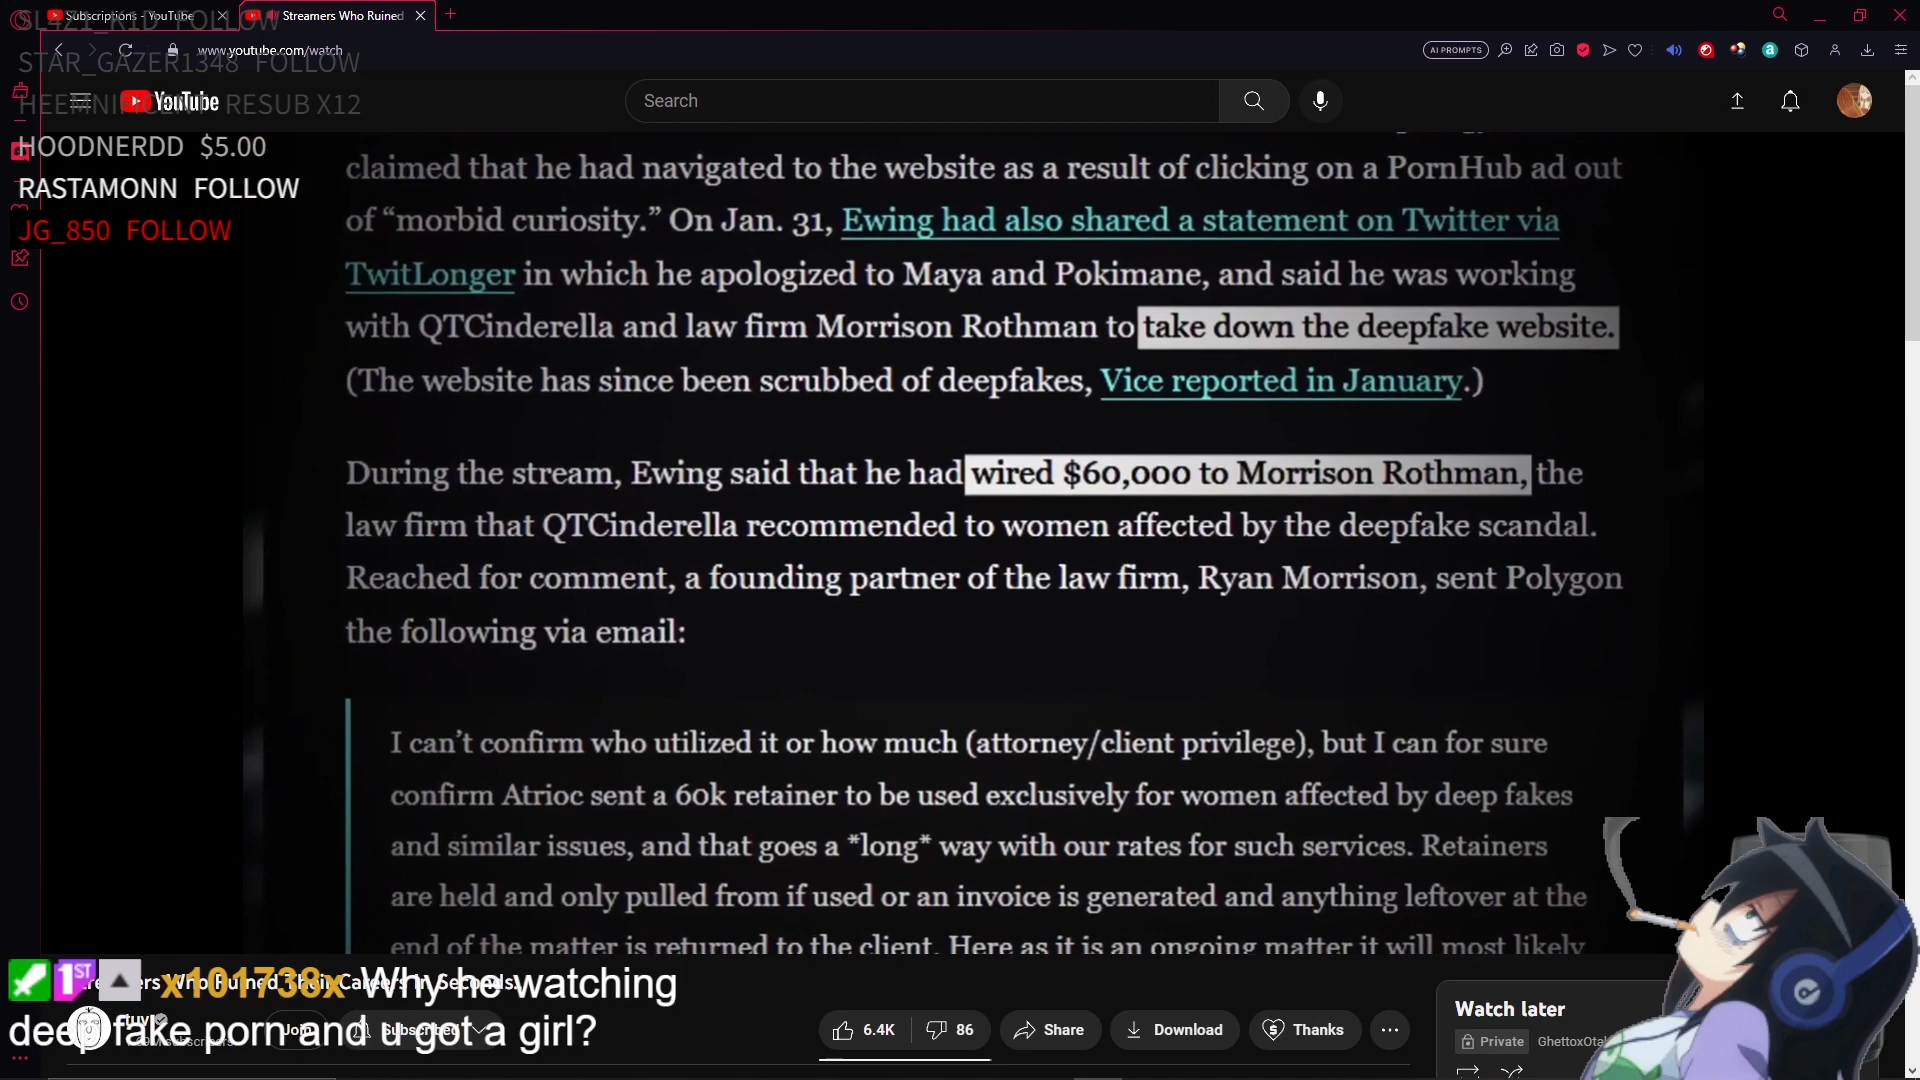 SL4Z1_K1D FOLLOW
Subscriptions - YouTube
Streamers Who Ruined
STAR_GAZER1348 FOLLOW
www.youtube.com/watch
AI PROMPTS
HEEMNIFICENT RESUB X12
YouTube
Search
HOODNERDD $5.00
RASTAMONN FOLLOW
JG_850 FOLLOW
claimed that he had navigated to the website as a result of clicking on a PornHub ad out
of “morbid curiosity.” On Jan. 31, Ewing had also shared a statement on Twitter via
TwitLonger in which he apologized to Maya and Pokimane, and said he was working
with QTCinderella and law firm Morrison Rothman to take down the deepfake website.
(The website has since been scrubbed of deepfakes, Vice reported in January.)
During the stream, Ewing said that he had wired $60,000 to Morrison Rothman, the
law firm that QTCinderella recommended to women affected by the deepfake scandal.
Reached for comment, a founding partner of the law firm, Ryan Morrison, sent Polygon
the following via email:
I can’t confirm who utilized it or how much (attorney/client privilege), but I can for sure
confirm Atrioc sent a 60k retainer to be used exclusively for women affected by deep fakes
and similar issues, and that goes a *long* way with our rates for such services. Retainers
are held and only pulled from if used or an invoice is generated and anything leftover at the
end of the matter is returned to the client. Here as it is an ongoing matter it will most likely
Who Ruined Their Careers In Seconds
1ST x101738x Why he watching
deep fake porn and u got a girl?
Join
Subscribed
subscribers
6.4K
86
Share
Download
Thanks
Watch later
Private